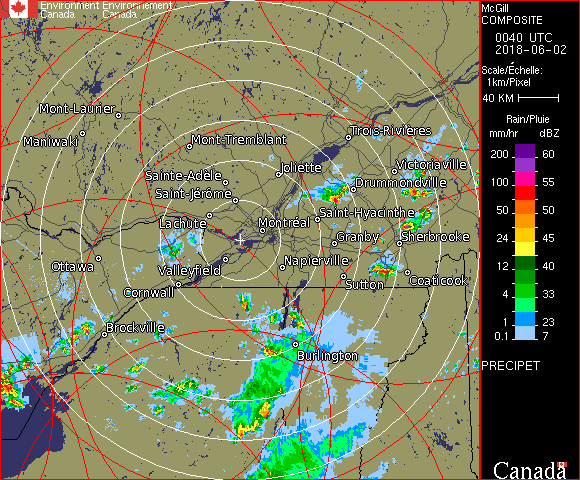 Environment Environnement
Canada Canada
McGill
COMPOSITE
0040 UTC
2018-06-02
Scale/Échelle:
1km/Pixel
40 KM
Rain/Pluie
mm/hr dBZ
200 60
150 57
100 55
50 50
24 45
12 40
4 33
1 23
0.1 7
PRECIPET
Canada
Mont-Laurier
Maniwaki
Mont-Tremblant
Trois-Rivières
Joliette
Victoriaville
Sainte-Adèle
Drummondville
Saint-Jérôme
Lachute
Saint-Hyacinthe
Montréal
Granby
Sherbrooke
Ottawa
Valleyfield
Napierville
Sutton
Coaticook
Cornwall
Brockville
Burlington